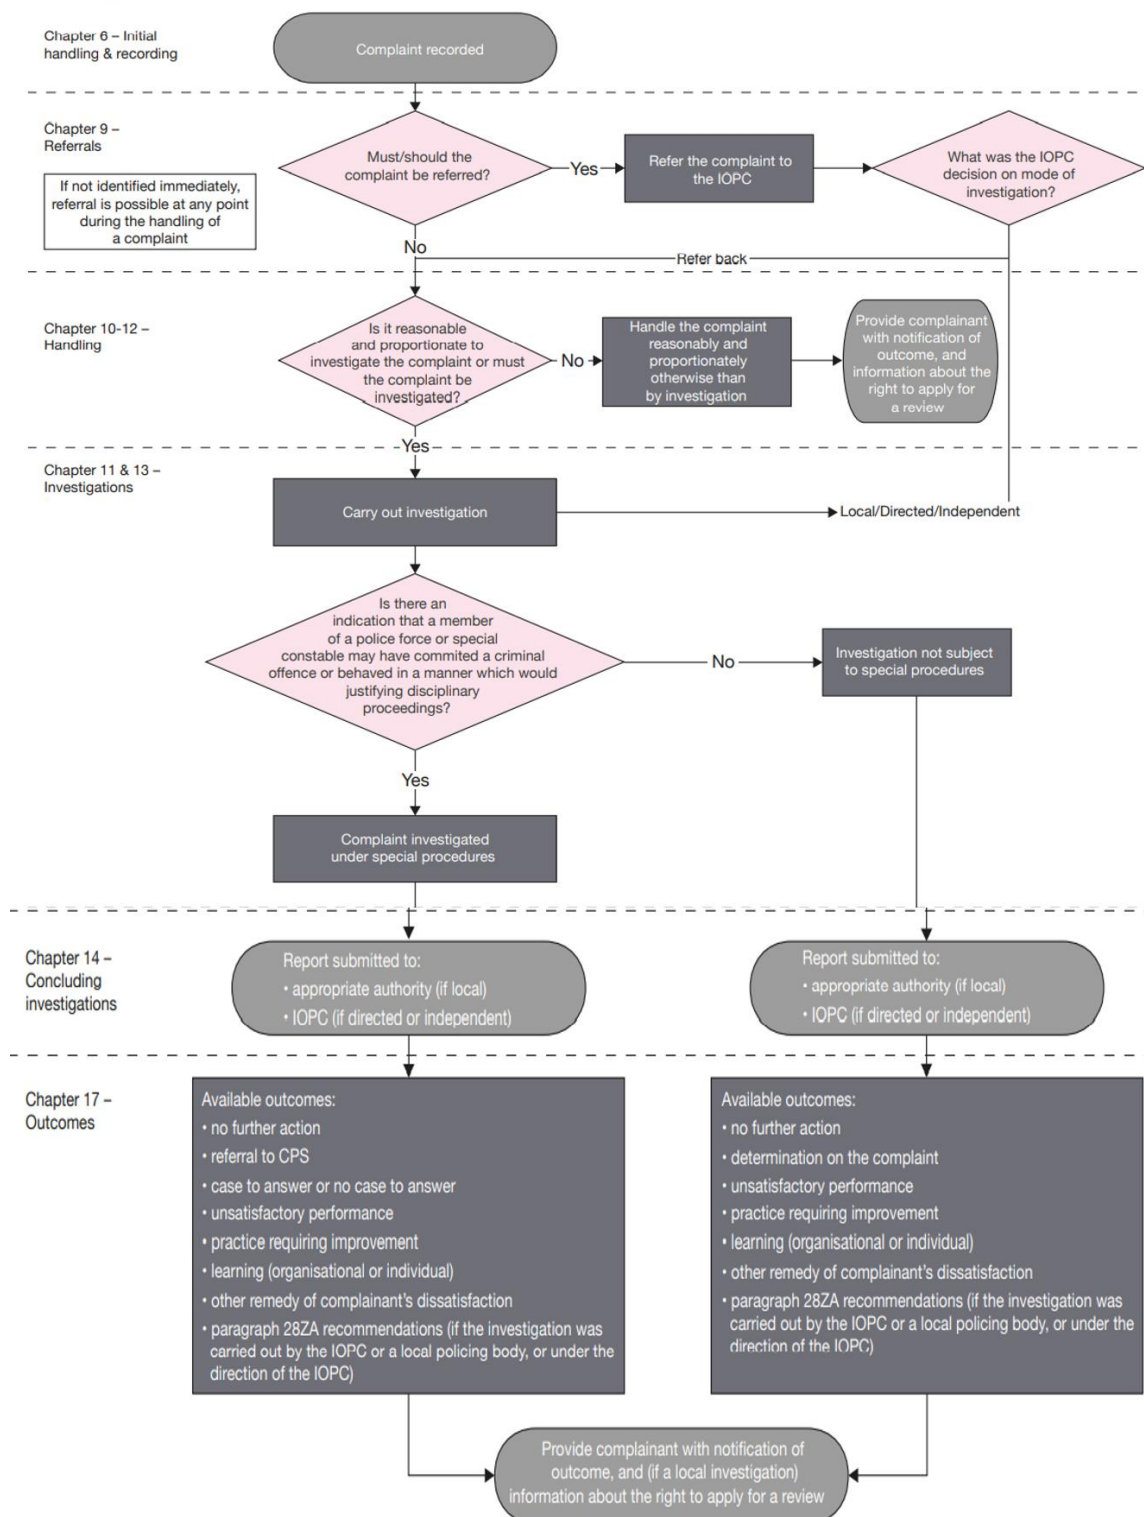 Chapter 6 – Initial
handling & recording
Complaint recorded
Chapter 9 –
Referrals
If not identified immediately,
referral is possible at any point
during the handling of
a complaint
Must/should the
complaint be referred?
Yes
Refer the complaint to
the IOPC
What was the IOPC
decision on mode of
investigation?
No
Refer back
Chapter 10-12 –
Handling
Is it reasonable
and proportionate to
investigate the complaint or must
the complaint be
investigated?
No
Handle the complaint
reasonably and
proportionately
otherwise than
by investigation
Provide complainant
with notification of
outcome, and
information about the
right to apply for
a review
Yes
Chapter 11 & 13 –
Investigations
Carry out investigation
Local/Directed/Independent
Is there an
indication that a member
of a police force or special
constable may have commited a criminal
offence or behaved in a manner which would
justifying disciplinary
proceedings?
No
Investigation not subject
to special procedures
Yes
Complaint investigated
under special procedures
Chapter 14 –
Concluding
investigations
Report submitted to:
• appropriate authority (if local)
• IOPC (if directed or independent)
Report submitted to:
• appropriate authority (if local)
• IOPC (if directed or independent)
Chapter 17 –
Outcomes
Available outcomes:
• no further action
• referral to CPS
• case to answer or no case to answer
• unsatisfactory performance
• practice requiring improvement
• learning (organisational or individual)
• other remedy of complainant's dissatisfaction
• paragraph 28ZA recommendations (if the investigation was
carried out by the IOPC or a local policing body, or under the
direction of the IOPC)
Available outcomes:
• no further action
• determination on the complaint
• unsatisfactory performance
• practice requiring improvement
• learning (organisational or individual)
• other remedy of complainant's dissatisfaction
• paragraph 28ZA recommendations (if the investigation was
carried out by the IOPC or a local policing body, or under the
direction of the IOPC)
Provide complainant with notification of
outcome, and (if a local investigation)
information about the right to apply for a review